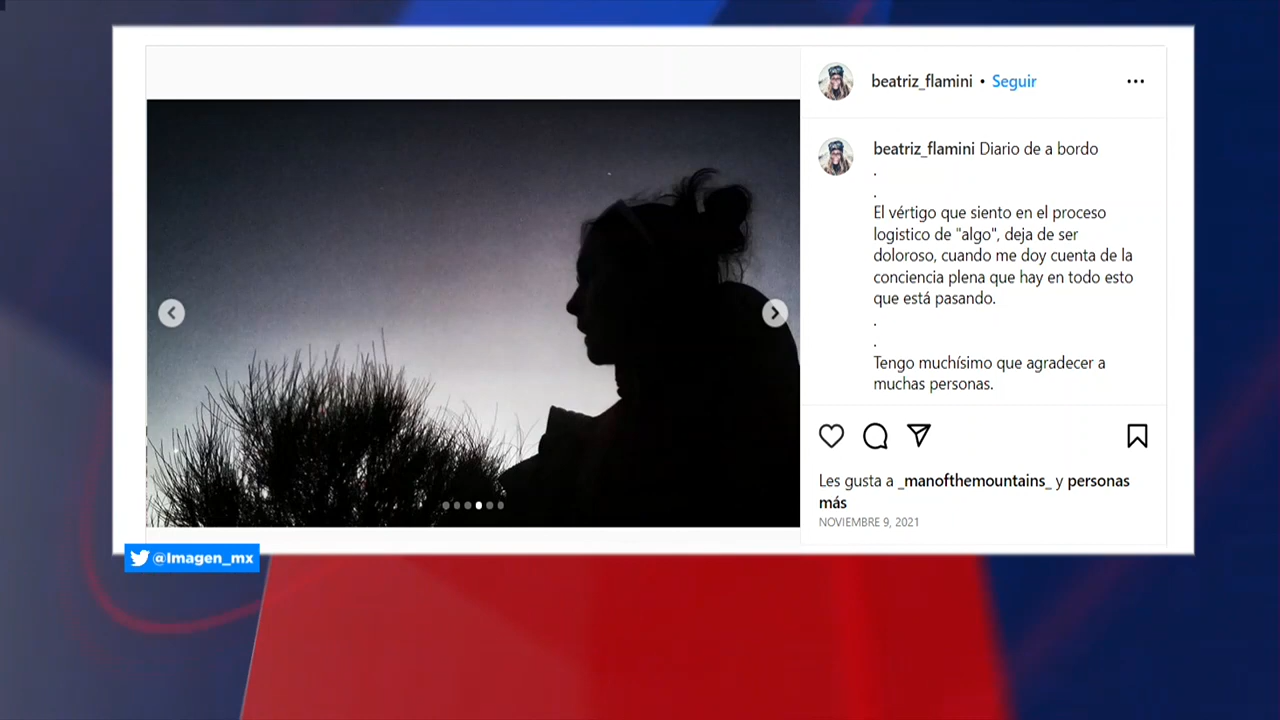 beatriz_flamini • Seguir
beatriz_flamini Diario de a bordo
.
.
El vértigo que siento en el proceso
logistico de "algo", deja de ser
doloroso, cuando me doy cuenta de la
conciencia plena que hay en todo esto
que está pasando.
.
.
Tengo muchísimo que agradecer a
muchas personas.
Les gusta a _manofthemountains_ y personas
más
NOVIEMBRE 9, 2021
@Imagen_mx